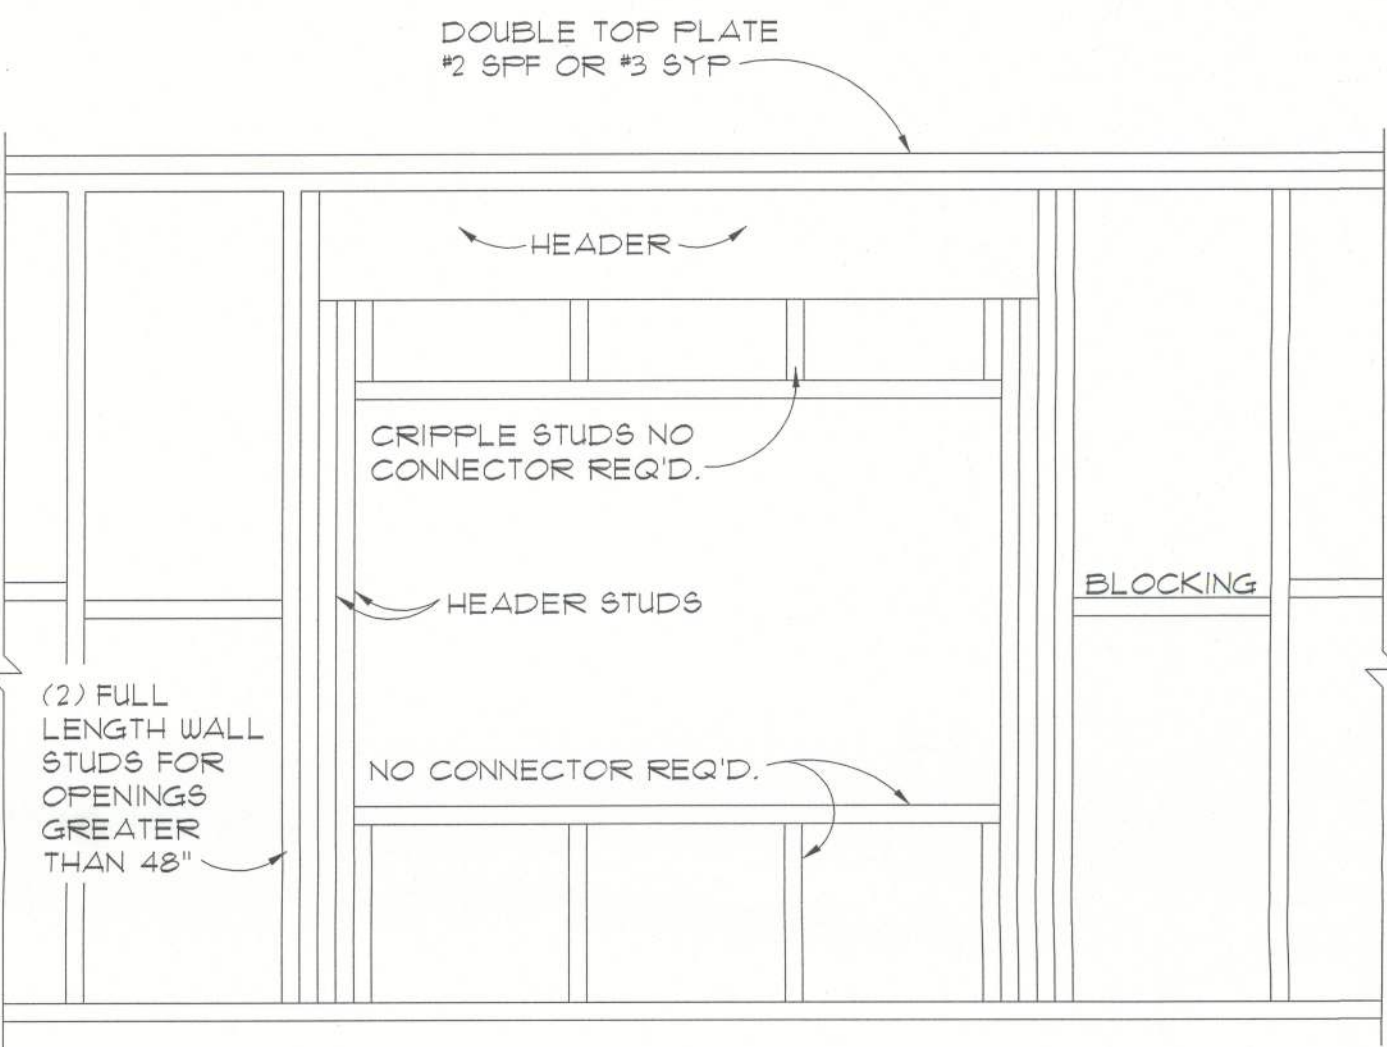 DOUBLE TOP PLATE
#2 SPF OR #3 SYP
HEADER
CRIPPLE STUDS NO
CONNECTOR REQ'D.
BLOCKING
HEADER STUDS
(2) FULL
LENGTH WALL
STUDS FOR
OPENINGS
GREATER
THAN 48"
NO CONNECTOR REQ'D.